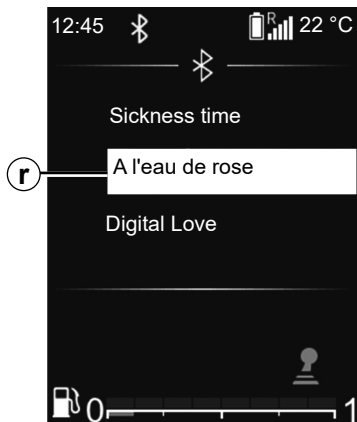 12:45 R 22 °C
Sickness time
r A l'eau de rose
Digital Love
0 1